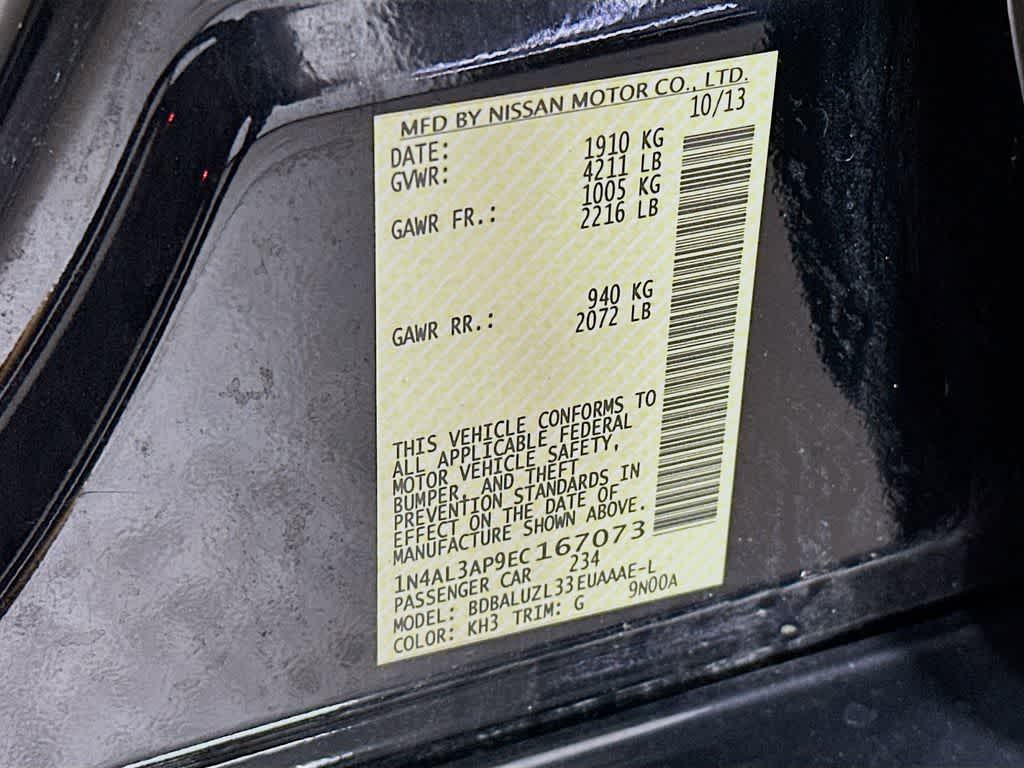 MFD BY NISSAN MOTOR CO., LTD.
DATE: 10/13
GVWR: 1910 KG
4211 LB
GAWR FR.: 1005 KG
2216 LB
GAWR RR.: 940 KG
2072 LB
THIS VEHICLE CONFORMS TO
ALL APPLICABLE FEDERAL
MOTOR VEHICLE SAFETY,
BUMPER, AND THEFT
PREVENTION STANDARDS IN
EFFECT ON THE DATE OF
MANUFACTURE SHOWN ABOVE.
1N4AL3AP9EC167073
PASSENGER CAR 234
MODEL: BDBALUZL33EUAAAE-L
COLOR: KH3 TRIM: G 9N00A